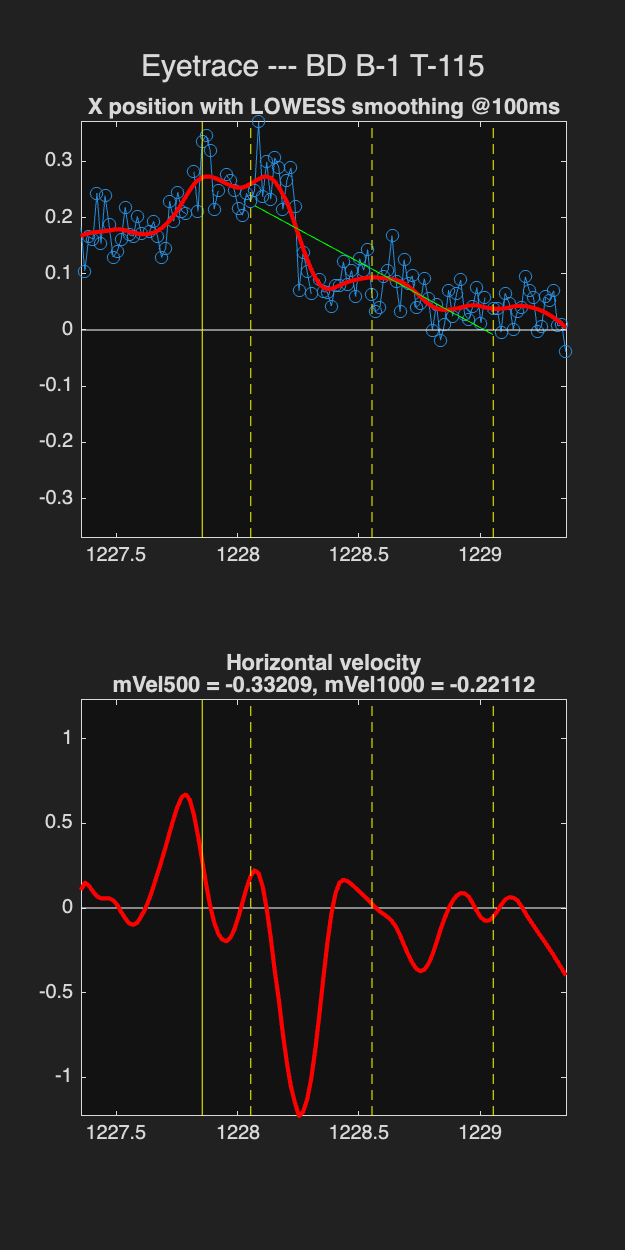 Eyetrace --- BD B-1 T-115
X position with LOWESS smoothing @100ms
0.3
0.2
0.1
0
-0.1
-0.2
-0.3
1227.5 1228 1228.5 1229
Horizontal velocity
mVel500 = -0.33209, mVel1000 = -0.22112
1
0.5
0
-0.5
-1
1227.5 1228 1228.5 1229